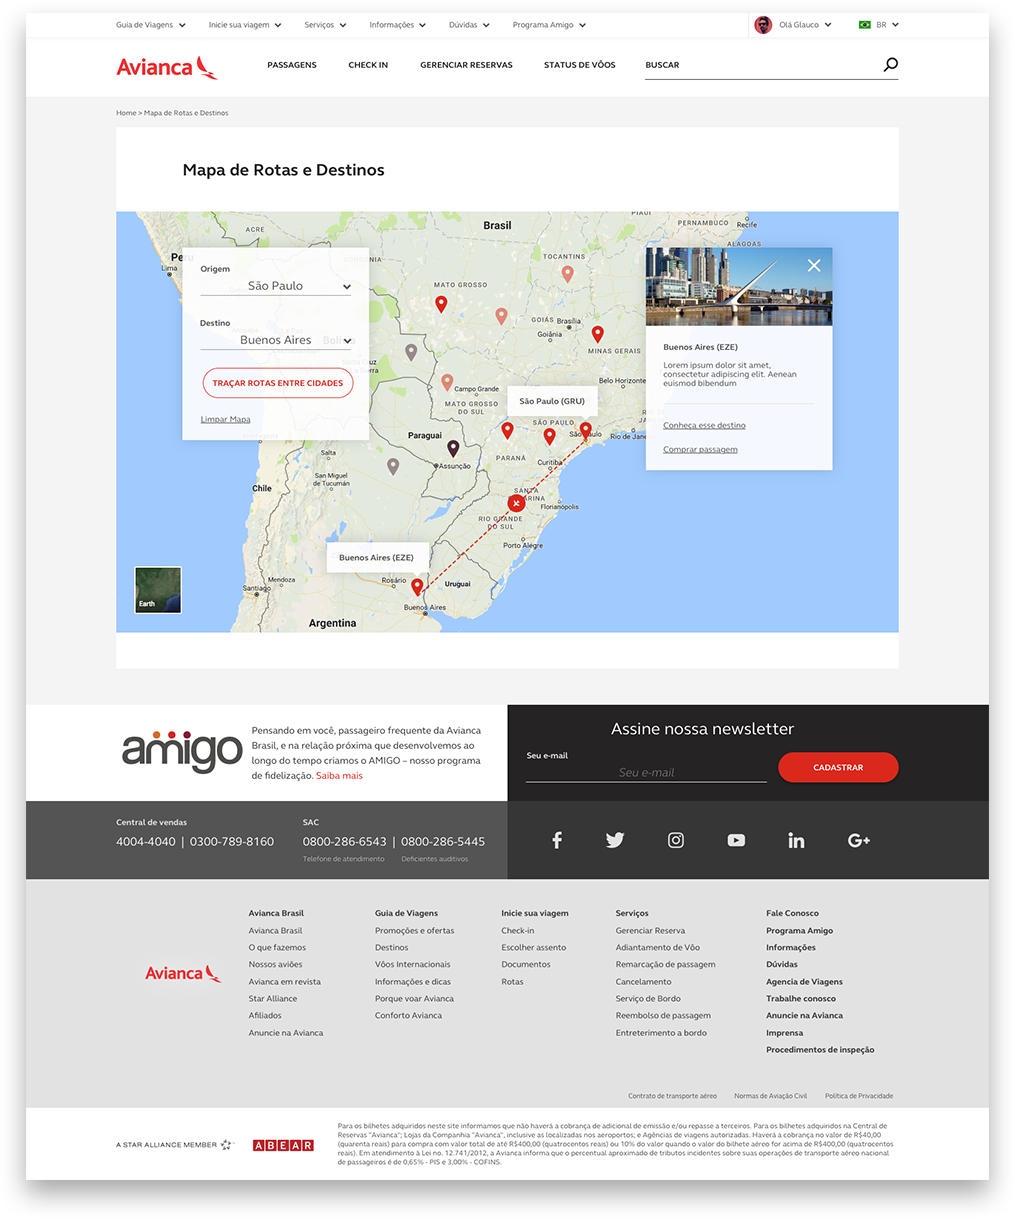 Guia de Viagens
Inicie sua viagem
Serviços
Informações
Dúvidas
Programa Amigo
Olá Glauco
BR
Avianca
PASSAGENS
CHECK IN
GERENCIAR RESERVAS
STATUS DE VÔOS
BUSCAR
Home > Mapa de Rotas e Destinos
Mapa de Rotas e Destinos
Brasil
PERNAMBUCO
Recife
ALAGOAS
ACRE
Peru
Lima
TOCANTINS
MATO GROSSO
GOIÁS
Brasília
Goiânia
MINAS GERAIS
Belo Horizonte
Campo Grande
MATO GROSSO
DO SUL
SÃO PAULO
São Paulo
Rio de Jan
PARANÁ
Curitiba
Paraguai
Assunção
Salta
San Miguel
de Tucumán
Chile
SANTA
CATARINA
Florianópolis
RIO GRANDE
DO SUL
Porto Alegre
Mendoza
Santiago
Rosário
Uruguai
Buenos Aires
Argentina
Origem
São Paulo
Destino
Buenos Aires
TRAÇAR ROTAS ENTRE CIDADES
Limpar Mapa
São Paulo (GRU)
Buenos Aires (EZE)
Earth
Buenos Aires (EZE)
Lorem ipsum dolor sit amet,
consectetur adipiscing elit. Aenean
euismod bibendum
Conheça esse destino
Comprar passagem
amigo
Pensando em você, passageiro frequente da Avianca
Brasil, e na relação próxima que desenvolvemos ao
longo do tempo criamos o AMIGO – nosso programa
de fidelização. Saiba mais
Assine nossa newsletter
Seu e-mail
Seu e-mail
CADASTRAR
Central de vendas
4004-4040 | 0300-789-8160
SAC
0800-286-6543 | 0800-286-5445
Telefone de atendimento
Deficientes auditivos
Avianca
Avianca Brasil
Avianca Brasil
O que fazemos
Nossos aviões
Avianca em revista
Star Alliance
Afiliados
Anuncie na Avianca
Guia de Viagens
Promoções e ofertas
Destinos
Vôos Internacionais
Informações e dicas
Porque voar Avianca
Conforto Avianca
Inicie sua viagem
Check-in
Escolher assento
Documentos
Rotas
Serviços
Gerenciar Reserva
Adiantamento de Vôo
Remarcação de passagem
Cancelamento
Serviço de Bordo
Reembolso de passagem
Entreterimento a bordo
Fale Conosco
Programa Amigo
Informações
Dúvidas
Agencia de Viagens
Trabalhe conosco
Anuncie na Avianca
Imprensa
Procedimentos de inspeção
Contrato de transporte aéreo
Normas de Aviação Civil
Política de Privacidade
A STAR ALLIANCE MEMBER
ABEAR
Para os bilhetes adquiridos neste site informamos que não haverá a cobrança de adicional de emissão e/ou repasse a terceiros. Para os bilhetes adquiridos na Central de
Reservas "Avianca"; Lojas da Companhia "Avianca", inclusive as localizadas nos aeroportos; e Agências de viagens autorizadas. Haverá a cobrança no valor de R$40,00
(quarenta reais) para compra com valor total de até R$400,00 (quatrocentos reais) ou 10% do valor quando o valor do bilhete aéreo for acima de R$400,00 (quatrocentos
reais). Em atendimento à Lei no. 12.741/2012, a Avianca informa que o percentual aproximado de tributos incidentes sobre suas operações de transporte aéreo nacional
de passageiros é de 0,65% - PIS e 3,00% - COFINS.